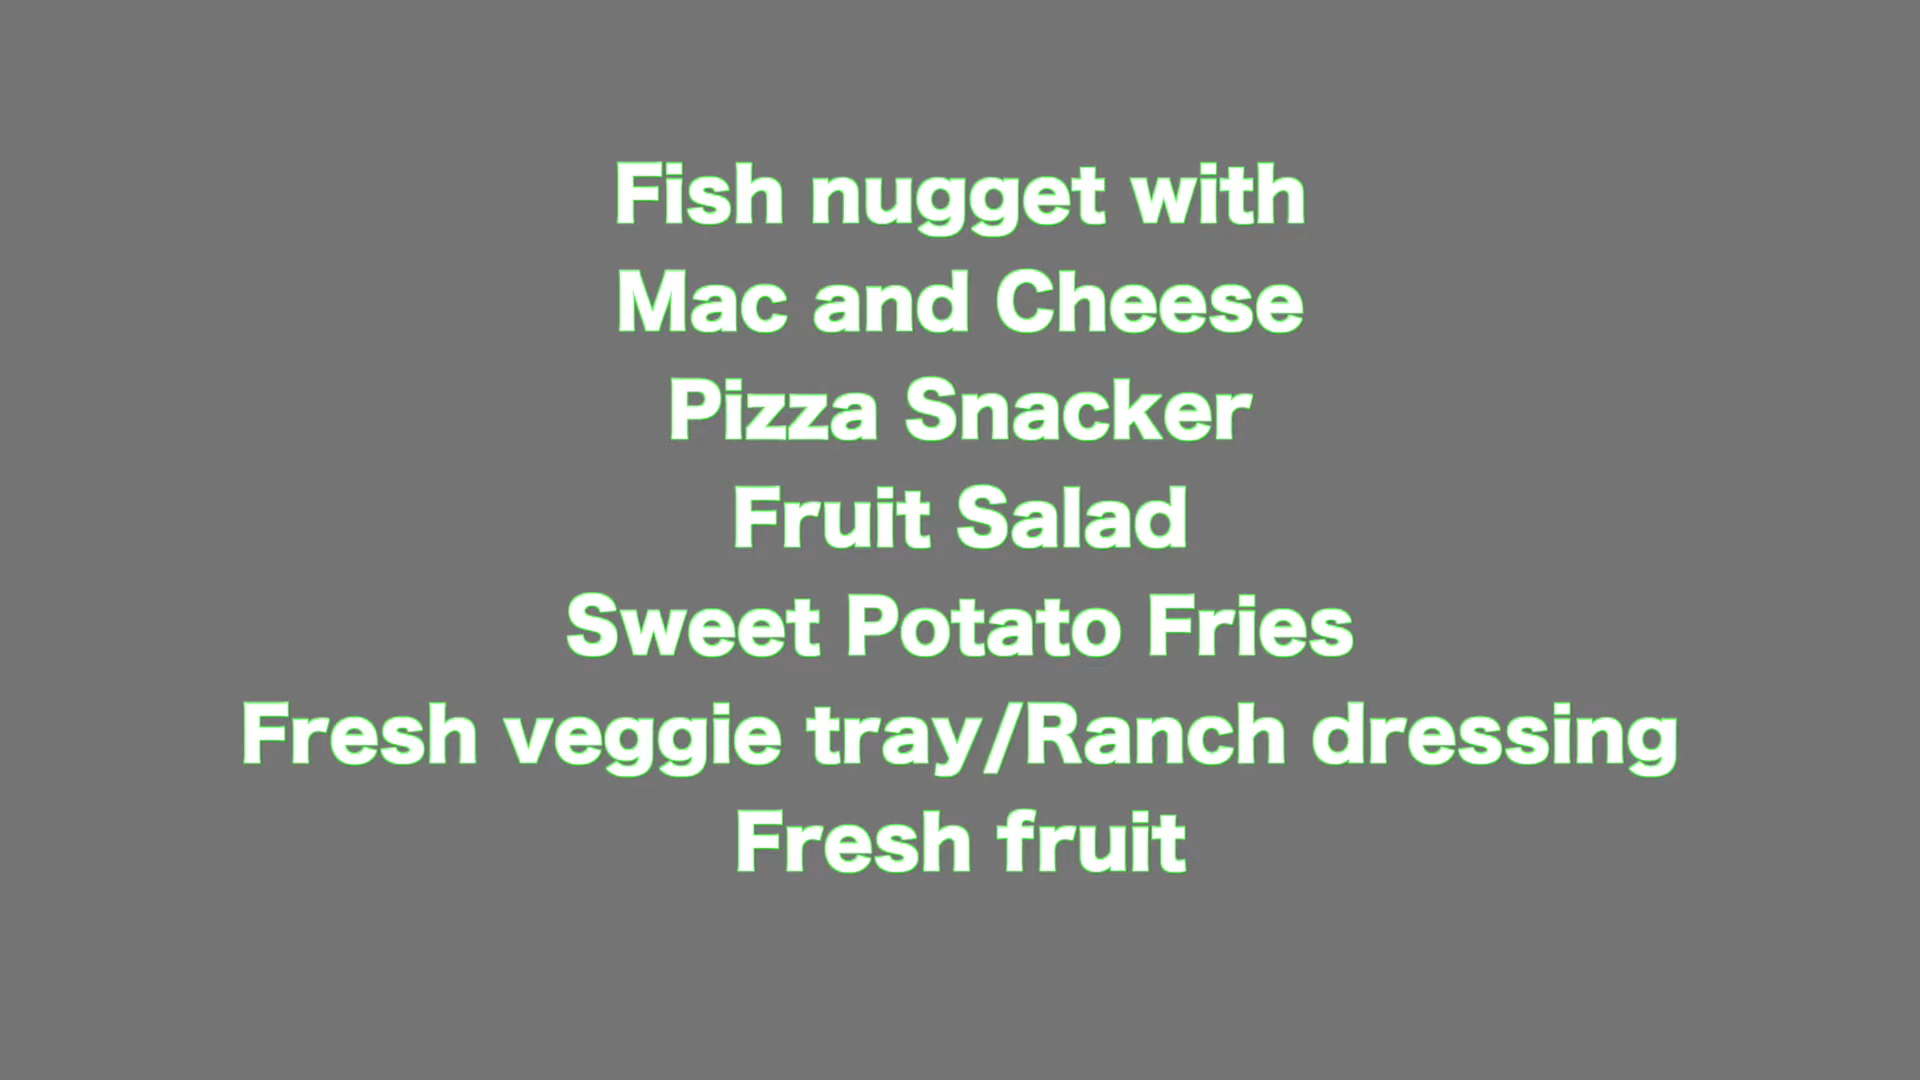 Fish nugget with
Mac and Cheese
Pizza Snacker
Fruit Salad
Sweet Potato Fries
Fresh veggie tray/Ranch dressing
Fresh fruit